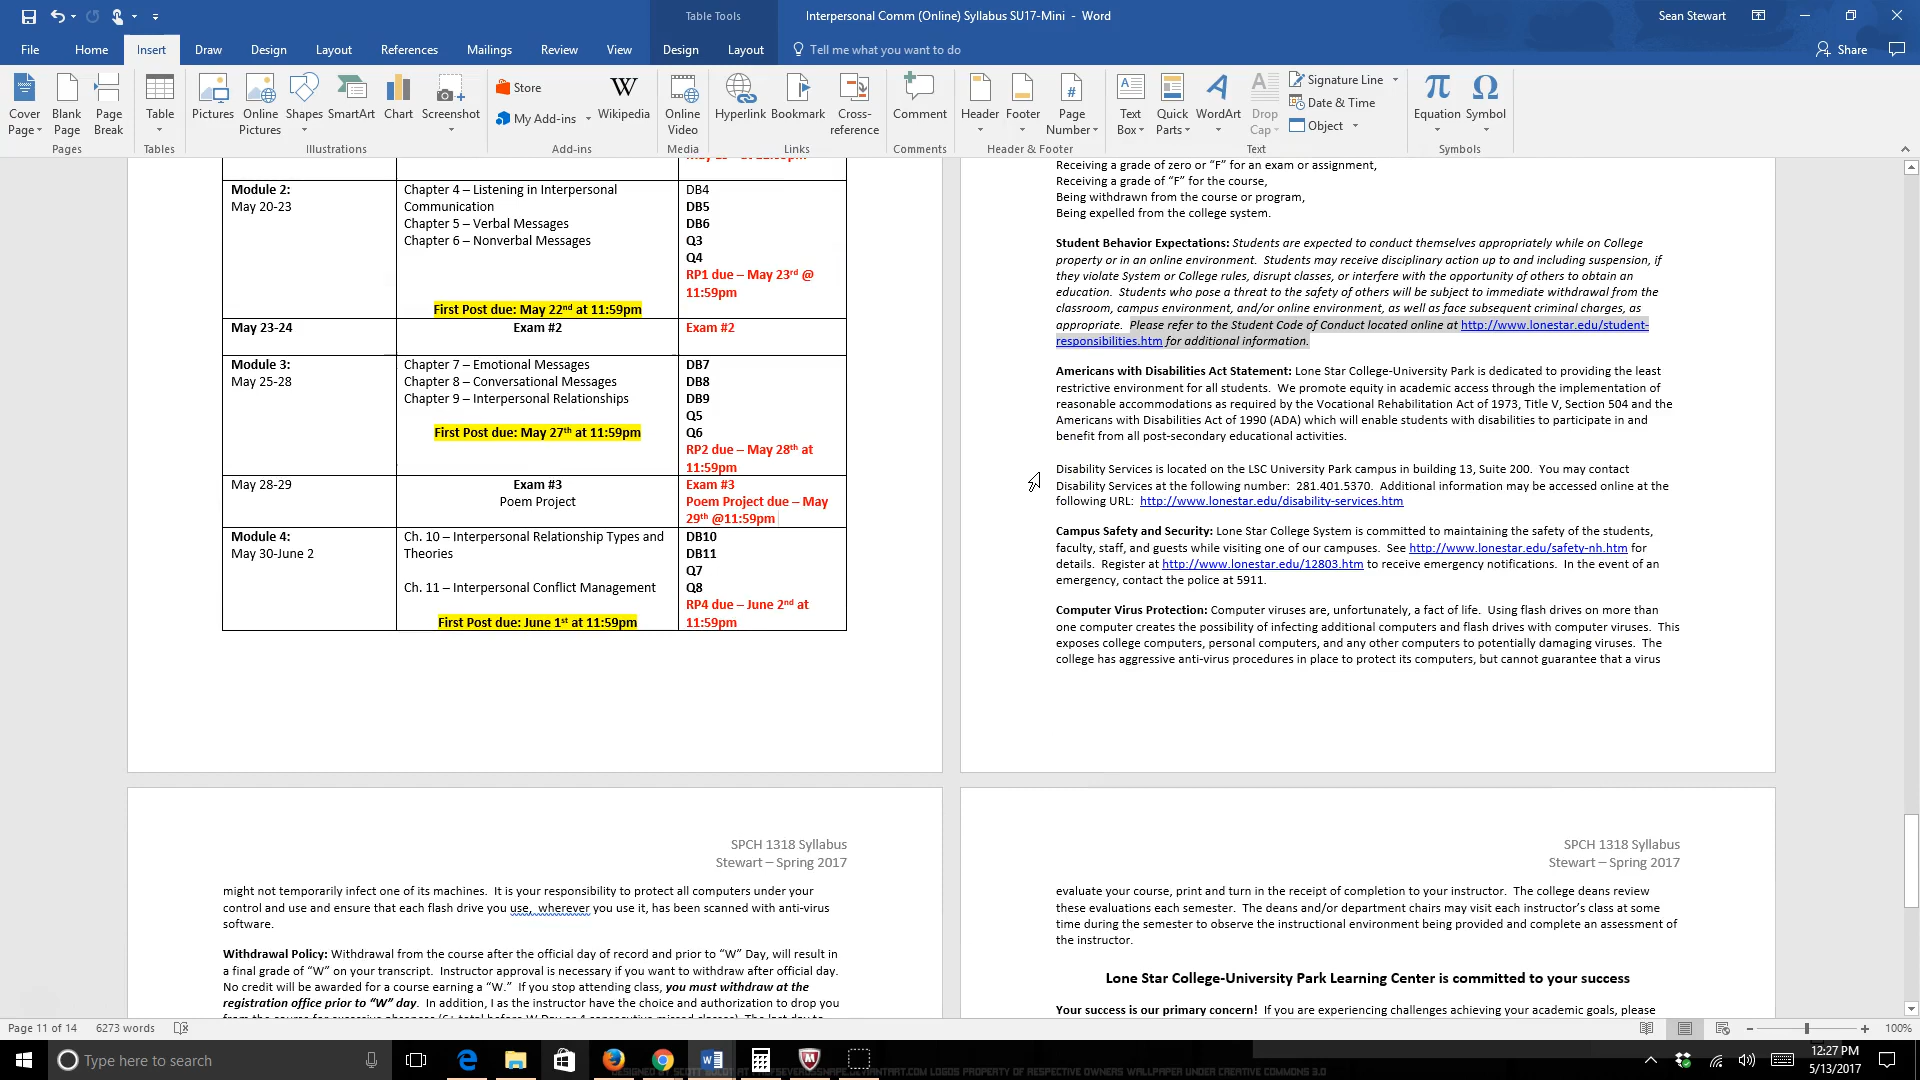 Table Tools
Interpersonal Comm (Online) Syllabus SU17-Mini - Word
Sean Stewart
File Home Insert Draw Design Layout References Mailings Review View Design Layout Tell me what you want to do Share
Cover Page
Blank Page
Page Break
Pages
Table
Tables
Pictures
Online Pictures
Shapes
SmartArt
Chart
Screenshot
Illustrations
Store
My Add-ins
Wikipedia
Add-ins
Online Video
Media
Hyperlink
Bookmark
Cross-reference
Links
Comment
Comments
Header
Footer
Page Number
Header & Footer
Text Box
Quick Parts
WordArt
Drop Cap
Signature Line
Date & Time
Object
Text
Equation
Symbol
Symbols
Module 2:
May 20-23
Chapter 4 – Listening in Interpersonal
Communication
Chapter 5 – Verbal Messages
Chapter 6 – Nonverbal Messages
First Post due: May 22nd at 11:59pm
DB4
DB5
DB6
Q3
Q4
RP1 due – May 23rd @
11:59pm
May 23-24
Exam #2
Exam #2
Module 3:
May 25-28
Chapter 7 – Emotional Messages
Chapter 8 – Conversational Messages
Chapter 9 – Interpersonal Relationships
First Post due: May 27th at 11:59pm
DB7
DB8
DB9
Q5
Q6
RP2 due – May 28th at
11:59pm
May 28-29
Exam #3
Poem Project
Exam #3
Poem Project due – May
29th @11:59pm
Module 4:
May 30-June 2
Ch. 10 – Interpersonal Relationship Types and
Theories
Ch. 11 – Interpersonal Conflict Management
First Post due: June 1st at 11:59pm
DB10
DB11
Q7
Q8
RP4 due – June 2nd at
11:59pm
Receiving a grade of zero or “F” for an exam or assignment,
Receiving a grade of “F” for the course,
Being withdrawn from the course or program,
Being expelled from the college system.
Student Behavior Expectations: Students are expected to conduct themselves appropriately while on College
property or in an online environment. Students may receive disciplinary action up to and including suspension, if
they violate System or College rules, disrupt classes, or interfere with the opportunity of others to obtain an
education. Students who pose a threat to the safety of others will be subject to immediate withdrawal from the
classroom, campus environment, and/or online environment, as well as face subsequent criminal charges, as
appropriate. Please refer to the Student Code of Conduct located online at http://www.lonestar.edu/student-
responsibilities.htm for additional information.
Americans with Disabilities Act Statement: Lone Star College-University Park is dedicated to providing the least
restrictive environment for all students. We promote equity in academic access through the implementation of
reasonable accommodations as required by the Vocational Rehabilitation Act of 1973, Title V, Section 504 and the
Americans with Disabilities Act of 1990 (ADA) which will enable students with disabilities to participate in and
benefit from all post-secondary educational activities.
Disability Services is located on the LSC University Park campus in building 13, Suite 200. You may contact
Disability Services at the following number: 281.401.5370. Additional information may be accessed online at the
following URL: http://www.lonestar.edu/disability-services.htm
Campus Safety and Security: Lone Star College System is committed to maintaining the safety of the students,
faculty, staff, and guests while visiting one of our campuses. See http://www.lonestar.edu/safety-nh.htm for
details. Register at http://www.lonestar.edu/12803.htm to receive emergency notifications. In the event of an
emergency, contact the police at 5911.
Computer Virus Protection: Computer viruses are, unfortunately, a fact of life. Using flash drives on more than
one computer creates the possibility of infecting additional computers and flash drives with computer viruses. This
exposes college computers, personal computers, and any other computers to potentially damaging viruses. The
college has aggressive anti-virus procedures in place to protect its computers, but cannot guarantee that a virus
SPCH 1318 Syllabus
Stewart – Spring 2017
might not temporarily infect one of its machines. It is your responsibility to protect all computers under your
control and use and ensure that each flash drive you use, wherever you use it, has been scanned with anti-virus
software.
Withdrawal Policy: Withdrawal from the course after the official day of record and prior to “W” Day, will result in
a final grade of “W” on your transcript. Instructor approval is necessary if you want to withdraw after official day.
No credit will be awarded for a course earning a “W.” If you stop attending class, you must withdraw at the
registration office prior to “W” day. In addition, I as the instructor have the choice and authorization to drop you
SPCH 1318 Syllabus
Stewart – Spring 2017
evaluate your course, print and turn in the receipt of completion to your instructor. The college deans review
these evaluations each semester. The deans and/or department chairs may visit each instructor’s class at some
time during the semester to observe the instructional environment being provided and complete an assessment of
the instructor.
Lone Star College-University Park Learning Center is committed to your success
Your success is our primary concern! If you are experiencing challenges achieving your academic goals, please
Page 11 of 14 6273 words
100%
Type here to search
12:27 PM
5/13/2017